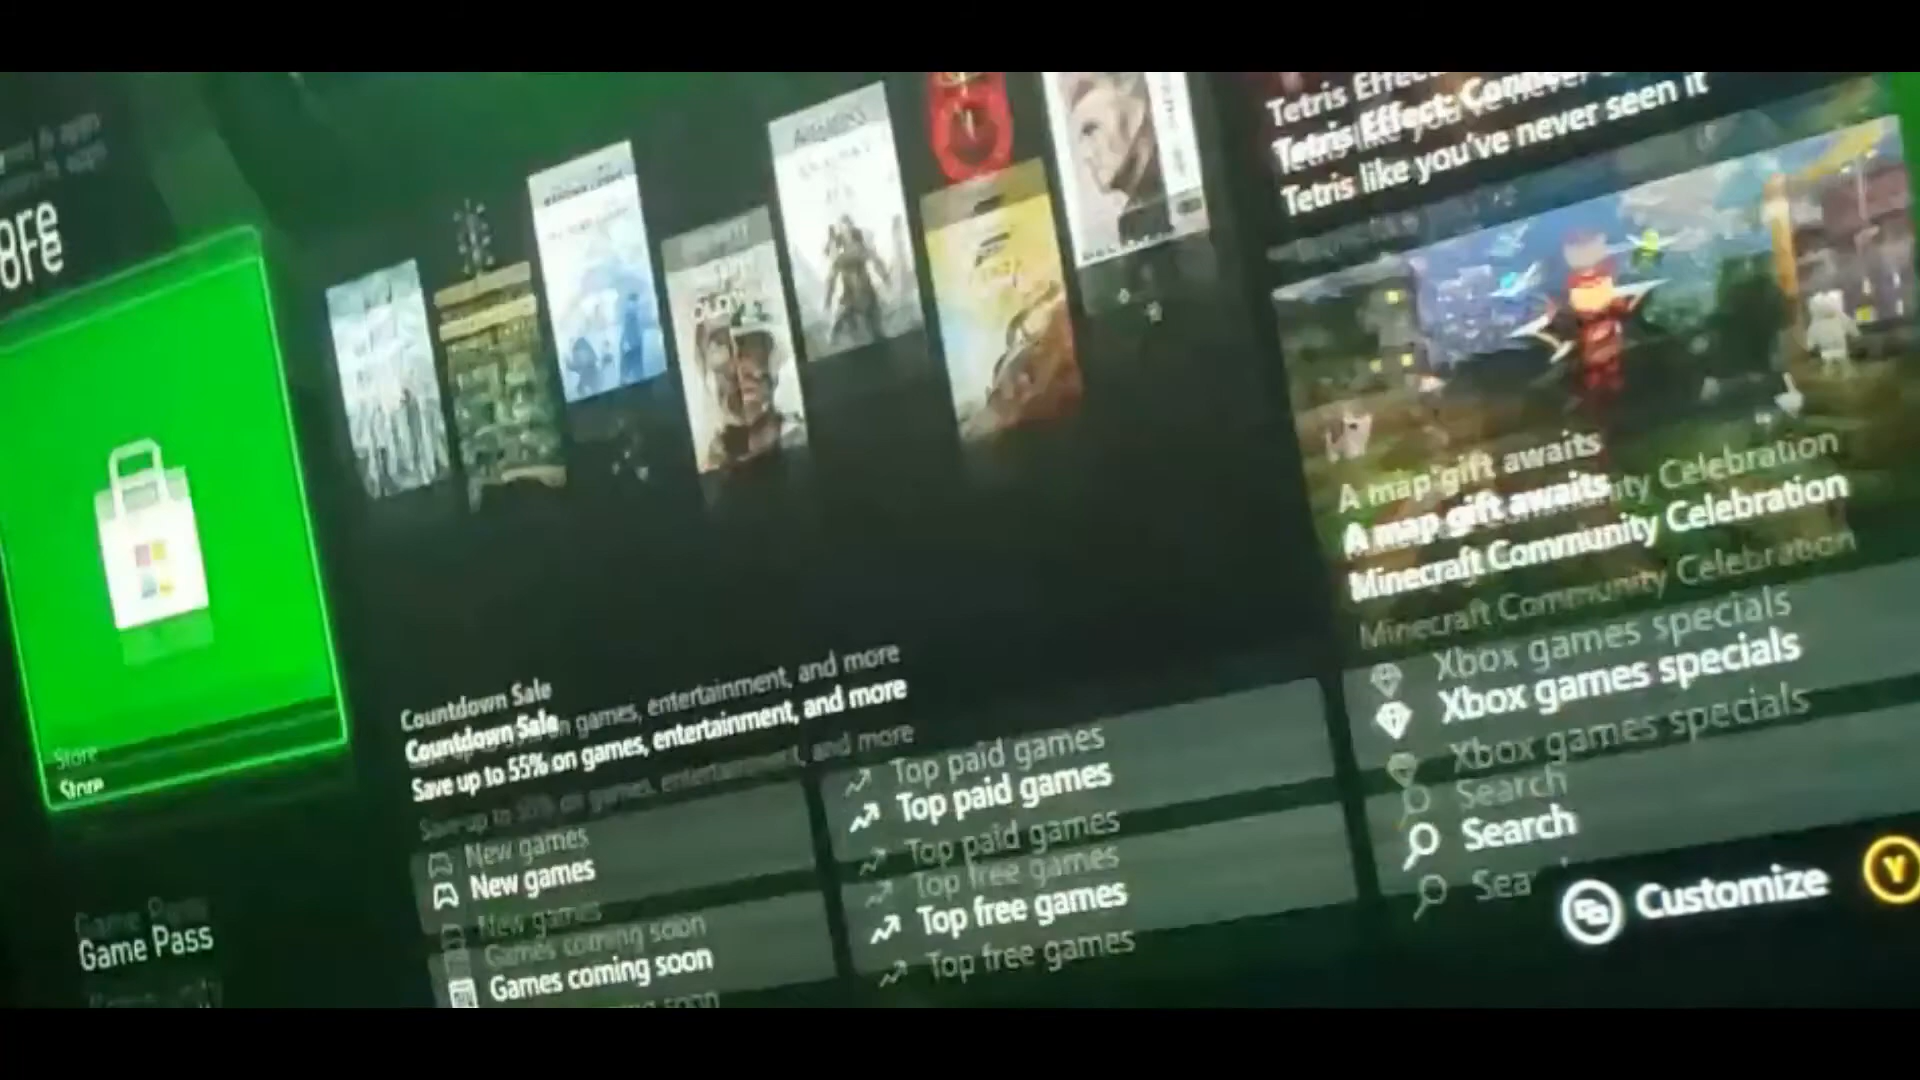 Store
Tetris Effect: Connec
Tetris like you've never seen it
A map gift awaits
Minecraft Community Celebration
Store
Countdown Sale
Save up to 55% on games, entertainment, and more
Xbox games specials
Top paid games
Search
New games
Top free games
Customize
Y
Game Pass
Games coming soon